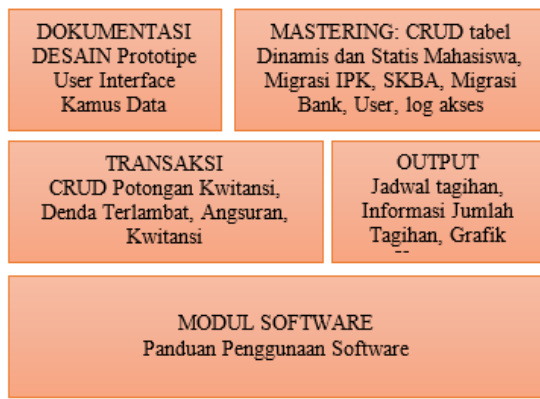 DOKUMENTASI
DESAIN Prototipe
User Interface
Kamus Data
MASTERING: CRUD tabel
Dinamis dan Statis Mahasiswa,
Migrasi IPK, SKBA, Migrasi
Bank, User, log akses
TRANSAKSI
CRUD Potongan Kwitansi,
Denda Terlambat, Angsuran,
Kwitansi
OUTPUT
Jadwal tagihan,
Informasi Jumlah
Tagihan, Grafik
MODUL SOFTWARE
Panduan Penggunaan Software